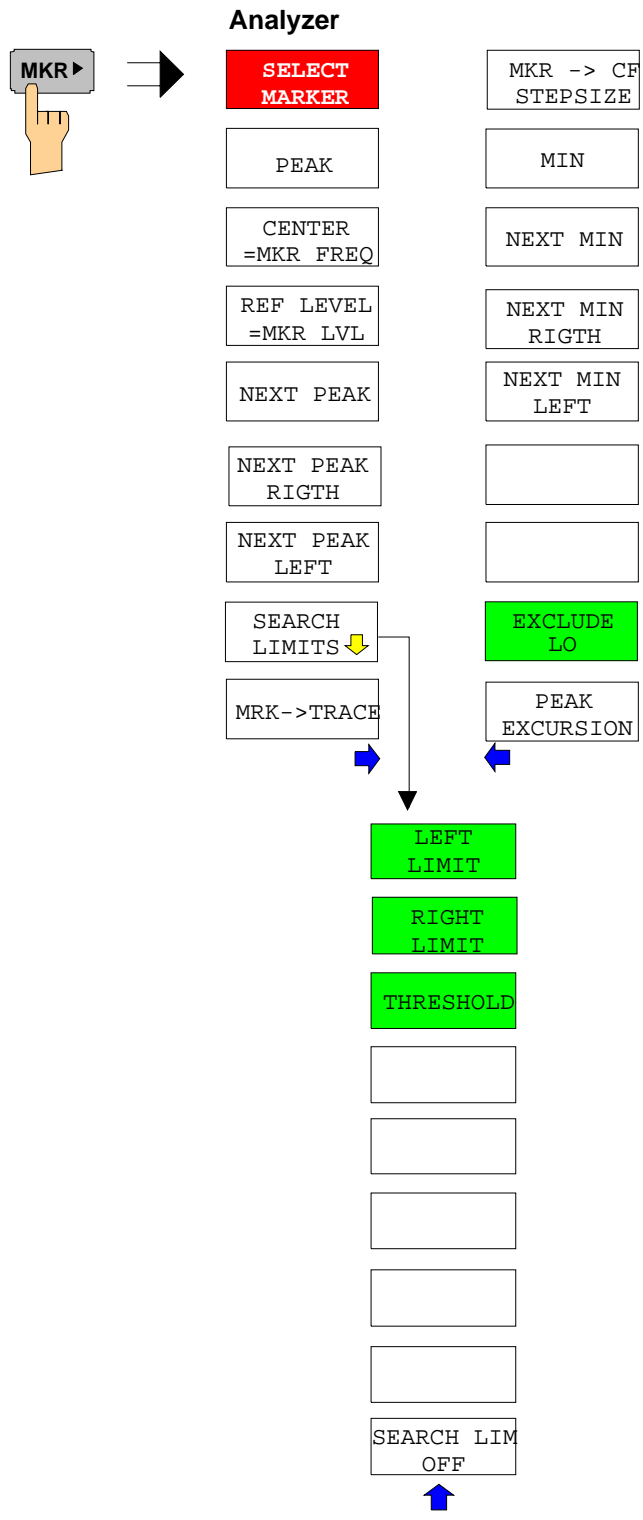 Analyzer
MKR
SELECT
MARKER
PEAK
CENTER
=MKR FREQ
REF LEVEL
=MKR LVL
NEXT PEAK
NEXT PEAK
RIGTH
NEXT PEAK
LEFT
SEARCH
LIMITS
MRK->TRACE
MKR -> CF
STEPSIZE
MIN
NEXT MIN
NEXT MIN
RIGTH
NEXT MIN
LEFT
EXCLUDE
LO
PEAK
EXCURSION
LEFT
LIMIT
RIGHT
LIMIT
THRESHOLD
SEARCH LIM
OFF